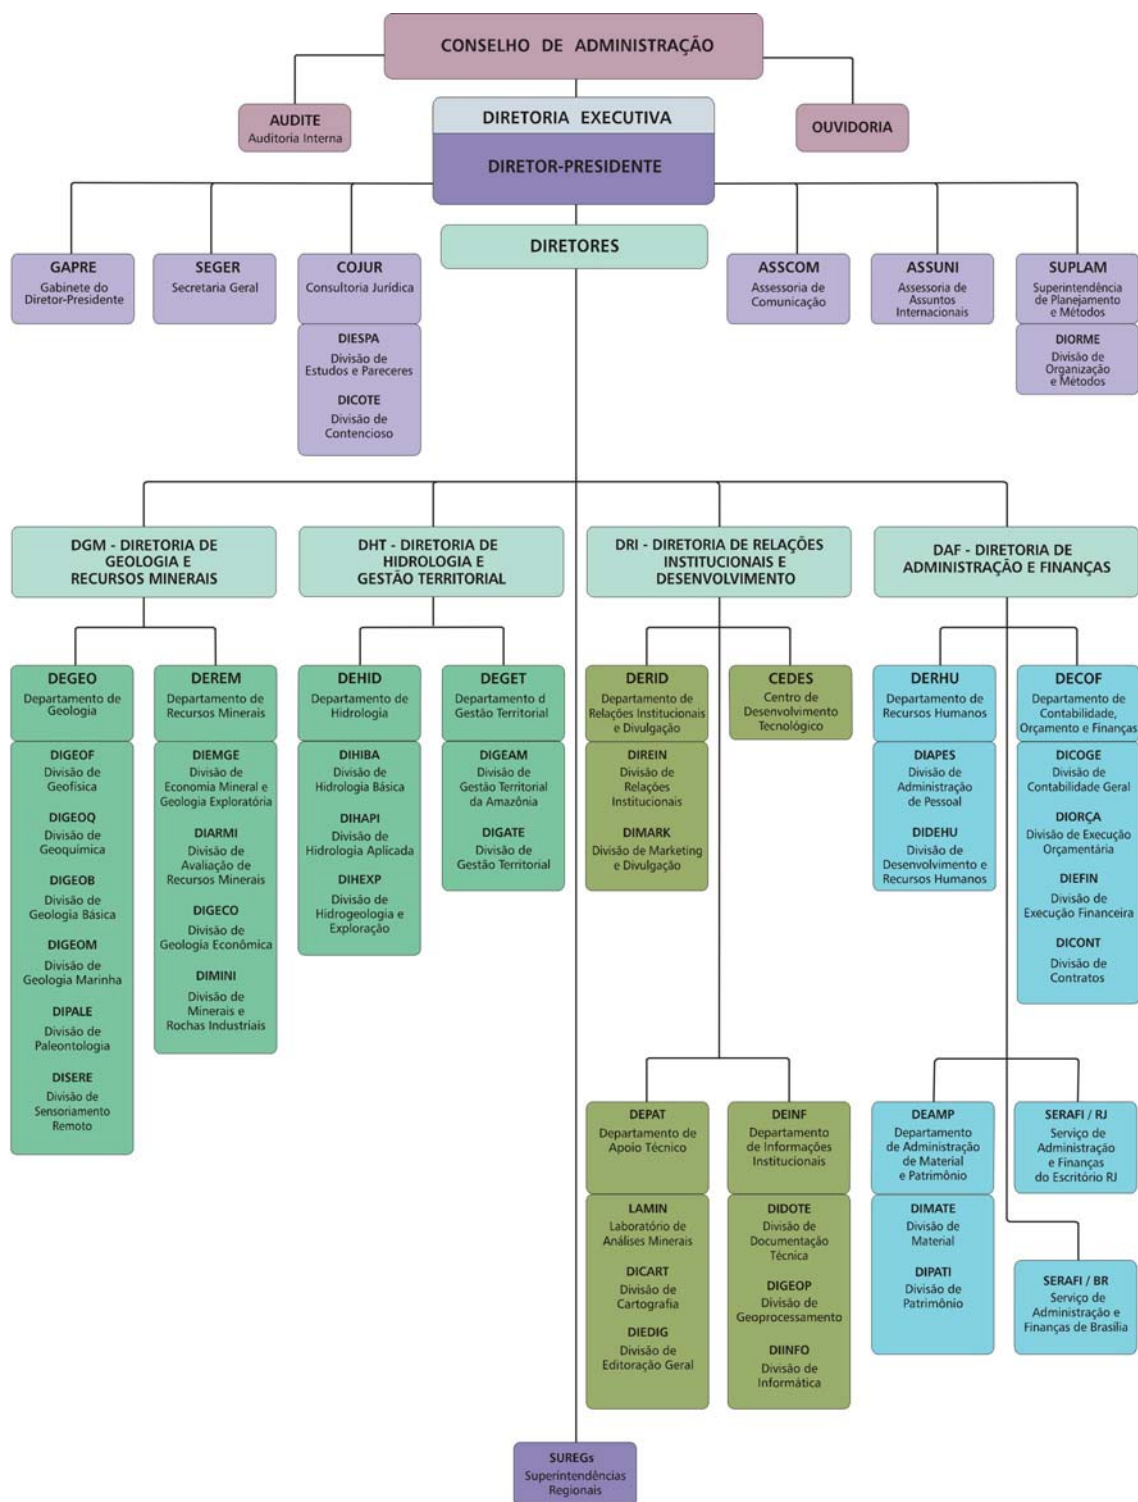 CONSELHO DE ADMINISTRAÇÃO
AUDITE
Auditoria Interna
DIRETORIA EXECUTIVA
OUVIDORIA
DIRETOR-PRESIDENTE
DIRETORES
GAPRE
Gabinete do
Diretor-Presidente
SEGER
Secretaria Geral
COJUR
Consultoria Jurídica
DIESPA
Divisão de
Estudos e Pareceres
DICOTE
Divisão de
Contencioso
ASSCOM
Assessoria de
Comunicação
ASSUNI
Assessoria de
Assuntos
Internacionais
SUPLAM
Superintendência
de Planejamento
e Métodos
DIORME
Divisão de
Organização
e Métodos
DGM - DIRETORIA DE
GEOLOGIA E
RECURSOS MINERAIS
DHT - DIRETORIA DE
HIDROLOGIA E
GESTÃO TERRITORIAL
DRI - DIRETORIA DE RELAÇÕES
INSTITUCIONAIS E
DESENVOLVIMENTO
DAF - DIRETORIA DE
ADMINISTRAÇÃO E FINANÇAS
DEGEO
Departamento de
Geologia
DIGEOF
Divisão de
Geofísica
DIGEOQ
Divisão de
Geoquímica
DIGEOB
Divisão de
Geologia Básica
DIGEOM
Divisão de
Geologia Marinha
DIPALE
Divisão de
Paleontologia
DISERE
Divisão de
Sensoriamento
Remoto
DEREM
Departamento de
Recursos Minerais
DIEMGE
Divisão de
Economia Mineral e
Geologia Exploratória
DIARMI
Divisão de
Avaliação de
Recursos Minerais
DIGECO
Divisão de
Geologia Econômica
DIMINI
Divisão de
Minerais e
Rochas Industriais
DEHID
Departamento de
Hidrologia
DIHIBA
Divisão de
Hidrologia Básica
DIHAPI
Divisão de
Hidrologia Aplicada
DIHEXP
Divisão de
Hidrogeologia e
Exploração
DEGET
Departamento d
Gestão Territorial
DIGEAM
Divisão de
Gestão Territorial
da Amazônia
DIGATE
Divisão de
Gestão Territorial
DERID
Departamento de
Relações Institucionais
e Divulgação
DIREIN
Divisão de
Relações
Institucionais
DIMARK
Divisão de Marketing
e Divulgação
CEDES
Centro de
Desenvolvimento
Tecnológico
DERHU
Departamento de
Recursos Humanos
DIAPES
Divisão de
Administração
de Pessoal
DIDEHU
Divisão de
Desenvolvimento e
Recursos Humanos
DECOF
Departamento de
Contabilidade,
Orçamento e Finanças
DICOGE
Divisão de
Contabilidade Geral
DIORÇA
Divisão de Execução
Orçamentária
DIEFIN
Divisão de
Execução Financeira
DICONT
Divisão de
Contratos
DEPAT
Departamento de
Apoio Técnico
LAMIN
Laboratório de
Análises Minerais
DICART
Divisão de
Cartografia
DIEDIG
Divisão de
Editoração Geral
DEINF
Departamento
de Informações
Institucionais
DIDOTE
Divisão de
Documentação
Técnica
DIGEOP
Divisão de
Geoprocessamento
DIINFO
Divisão de
Informática
DEAMP
Departamento
de Administração
de Material
e Patrimônio
DIMATE
Divisão de
Material
DIPATI
Divisão de
Patrimônio
SERAFI / RJ
Serviço de
Administração
e Finanças
do Escritório RJ
SERAFI / BR
Serviço de
Administração e
Finanças de Brasília
SUREGs
Superintendências
Regionais